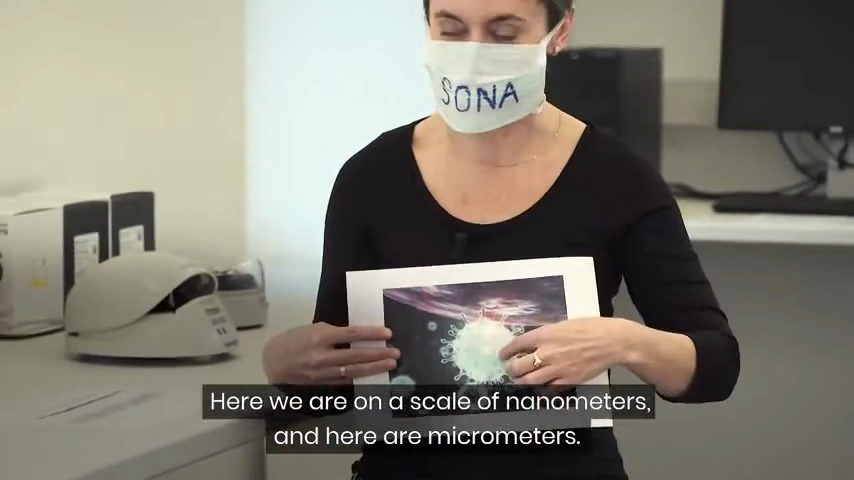 SONA
Here we are on a scale of nanometers,
and here are micrometers.